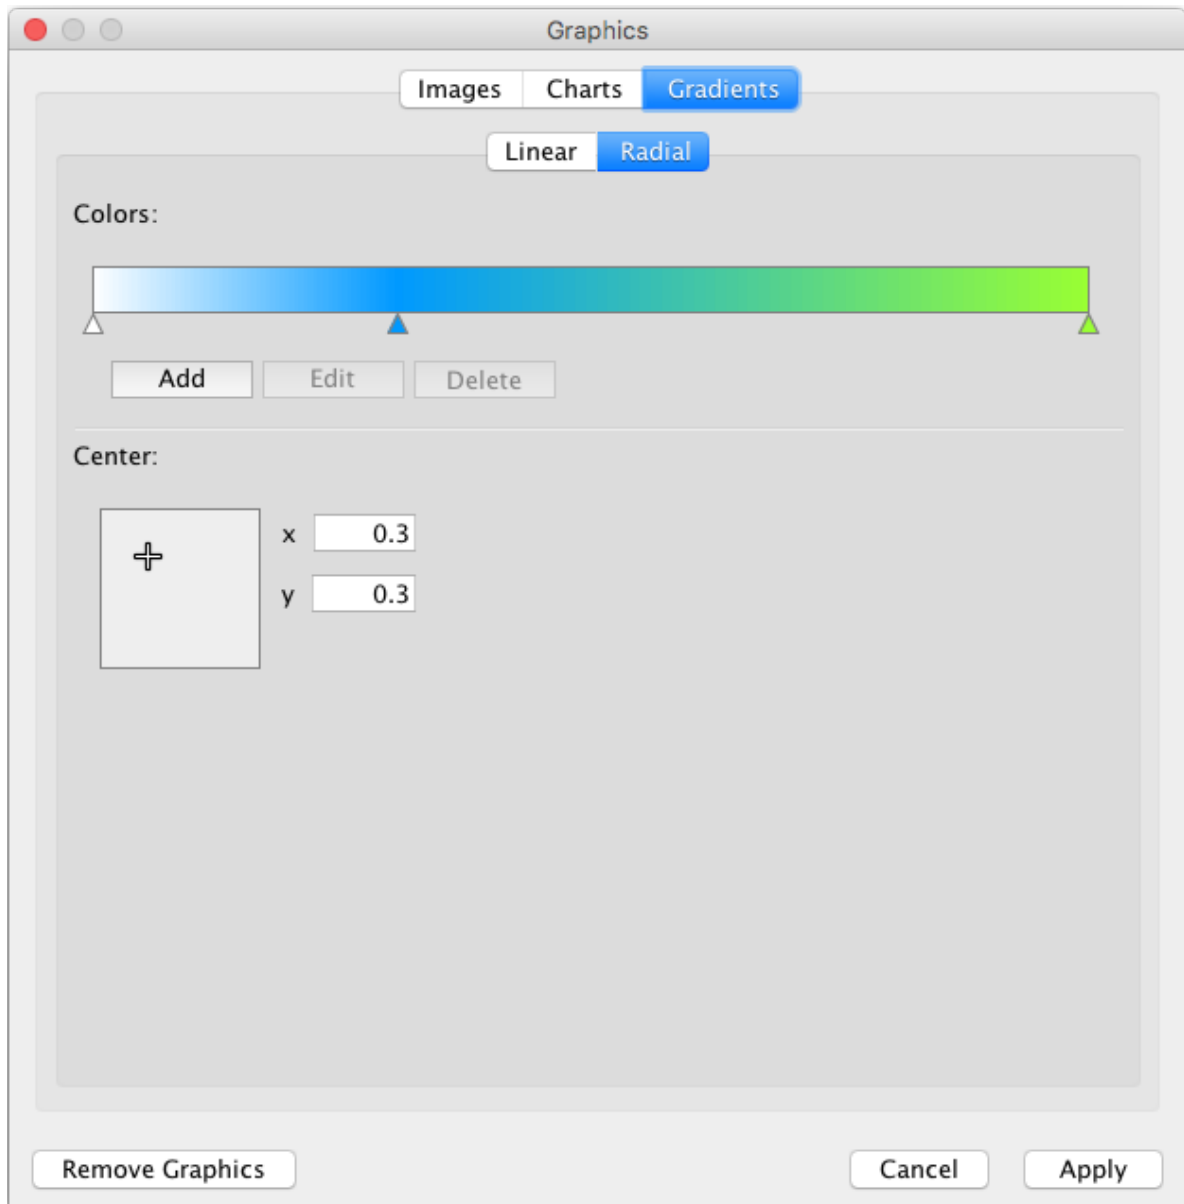 Graphics
Images Charts Gradients
Linear Radial
Colors:
Add Edit Delete
Center:
x 0.3
y 0.3
Remove Graphics Cancel Apply